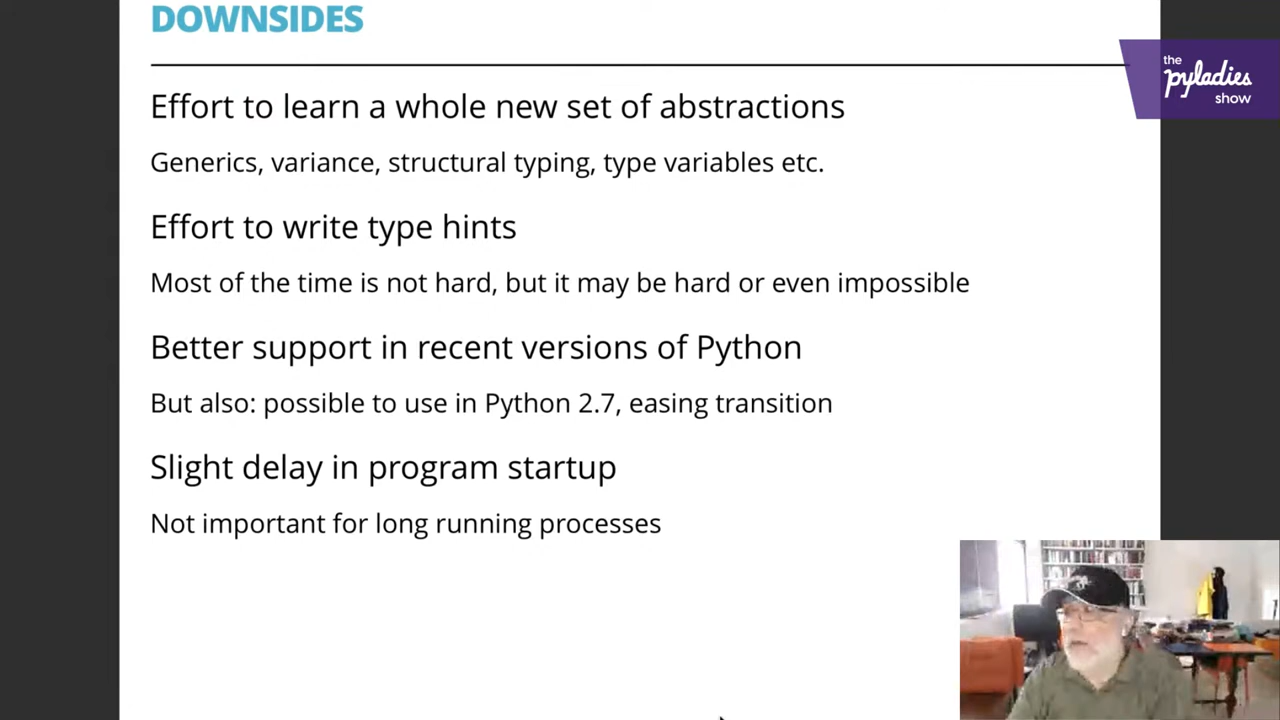 DOWNSIDES
the
pyladies
show
Effort to learn a whole new set of abstractions
Generics, variance, structural typing, type variables etc.
Effort to write type hints
Most of the time is not hard, but it may be hard or even impossible
Better support in recent versions of Python
But also: possible to use in Python 2.7, easing transition
Slight delay in program startup
Not important for long running processes